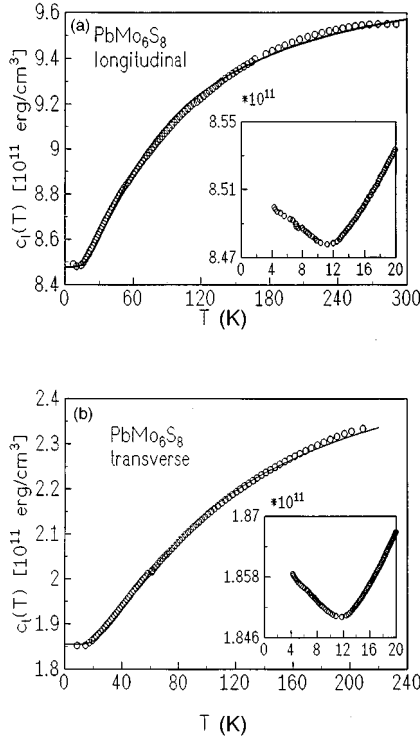 (a)
PbMo6S8
longitudinal
cl(T) [10^11 erg/cm^3]
9.6
9.4
9.2
9.0
8.8
8.6
8.4
0 60 120 180 240 300
T (K)
*10^11
8.55
8.51
8.47
0 4 8 12 16 20
(b)
PbMo6S8
transverse
cl(T) [10^11 erg/cm^3]
2.4
2.3
2.2
2.1
2.0
1.9
1.8
0 40 80 120 160 200 240
T (K)
*10^11
1.87
1.858
1.846
0 4 8 12 16 20